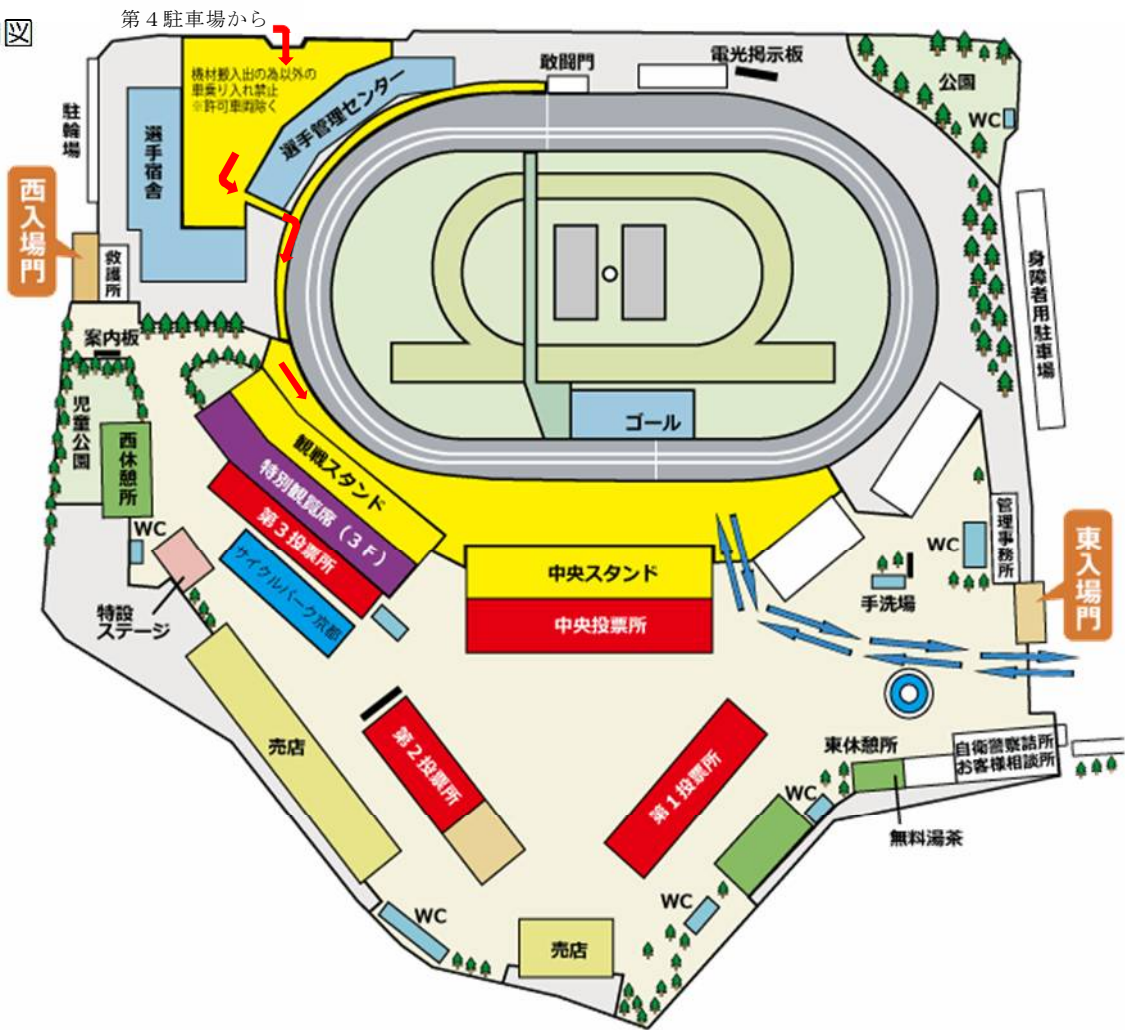 図
第4駐車場から
機材搬入出の為以外の
車乗り入れ禁止
※許可車両除く
選手管理センター
敢闘門
電光掲示板
公園
WC
駐輪場
選手宿舎
西入場門
救護所
身障者用駐車場
案内板
児童公園
西休憩所
ゴール
観戦スタンド
特別観覧席（3F）
第3投票所
サイクルパーク京都
WC
特設
ステージ
中央スタンド
中央投票所
管理事務所
WC
手洗場
東入場門
売店
第2投票所
第1投票所
東休憩所
自衛警察詰所
お客様相談所
WC
無料湯茶
WC
WC
売店